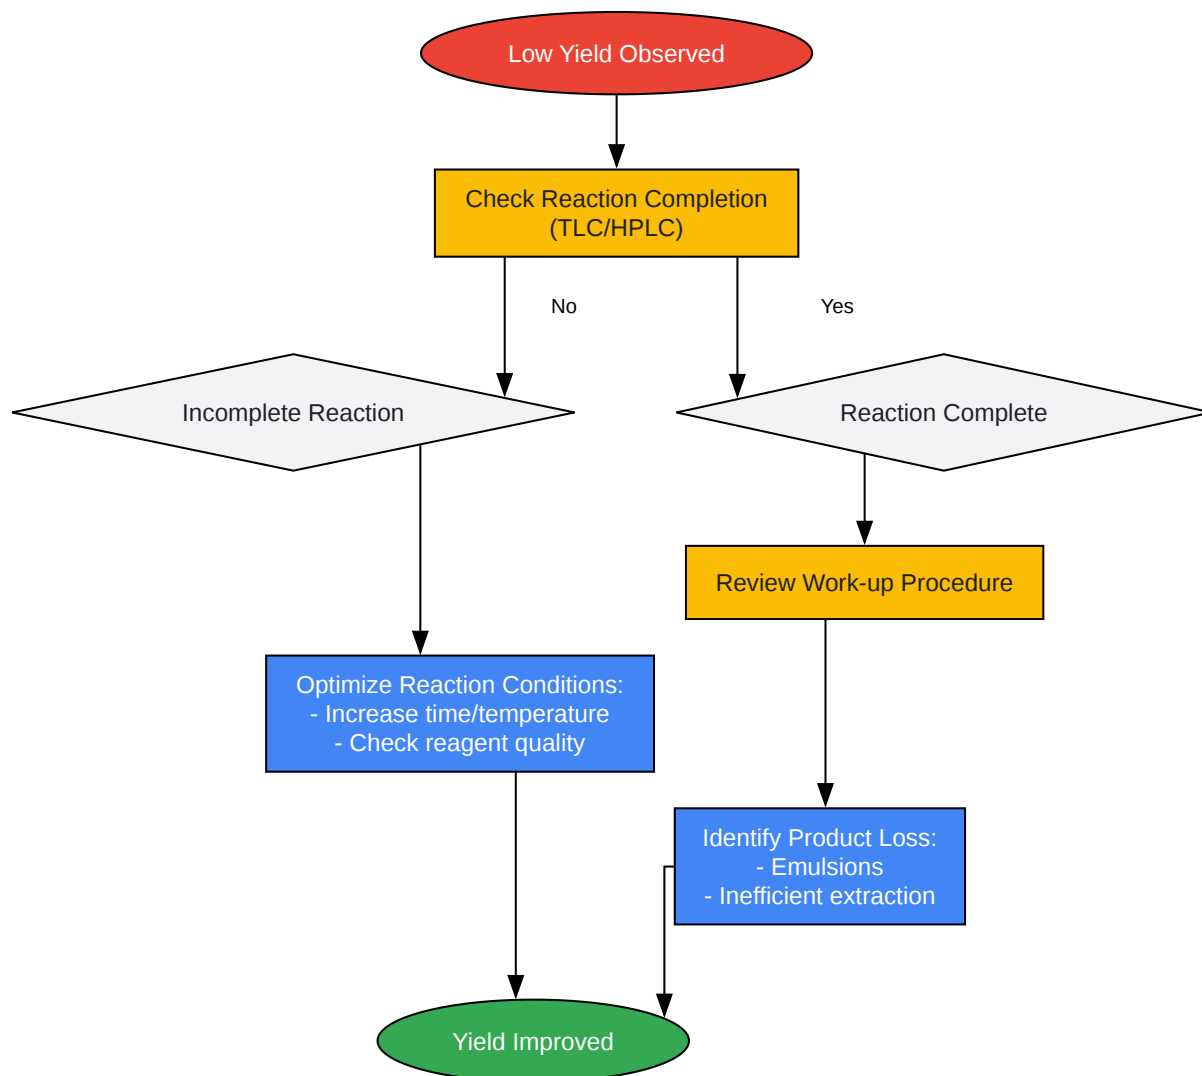 Low Yield Observed
Check Reaction Completion
(TLC/HPLC)
No
Yes
Incomplete Reaction
Reaction Complete
Review Work-up Procedure
Optimize Reaction Conditions:
- Increase time/temperature
- Check reagent quality
Identify Product Loss:
- Emulsions
- Inefficient extraction
Yield Improved